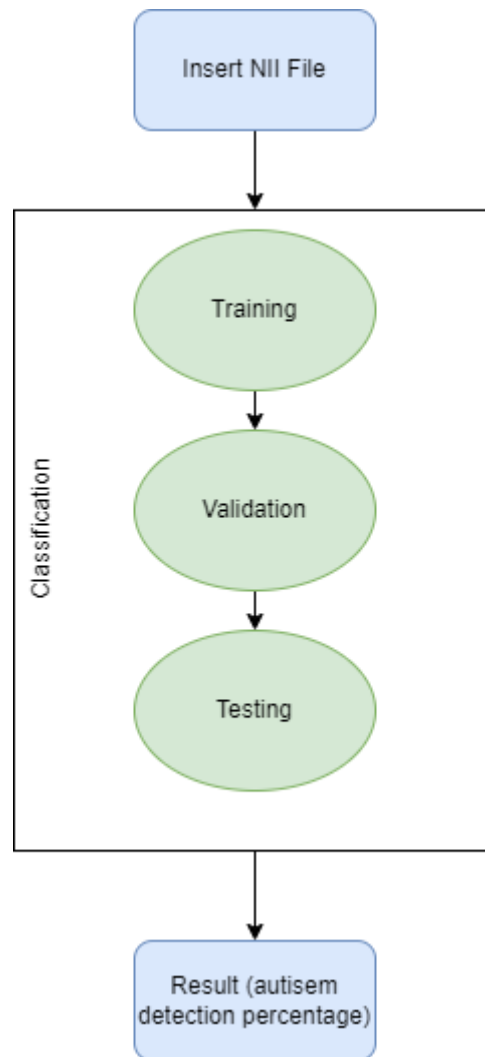 Insert NII File
Training
Classification
Validation
Testing
Result (autisem
detection percentage)